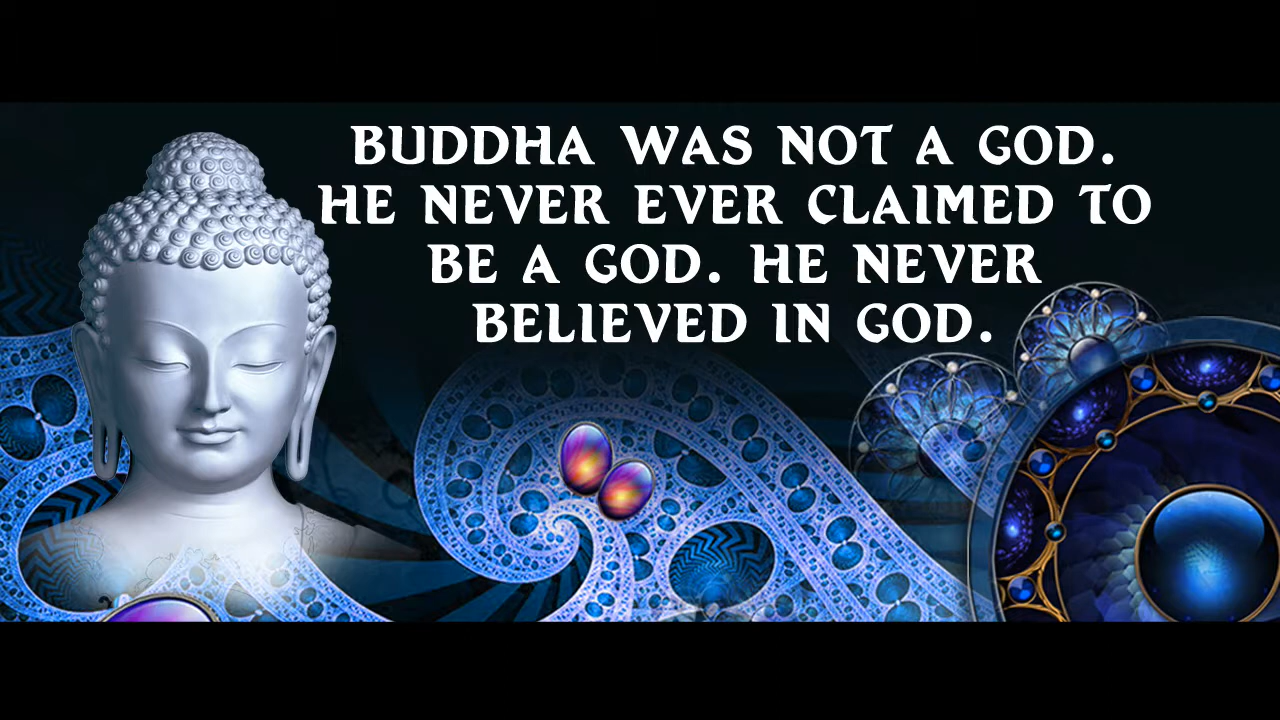 BUDDHA WAS NOT A GOD.
HE NEVER EVER CLAIMED TO
BE A GOD. HE NEVER
BELIEVED IN GOD.